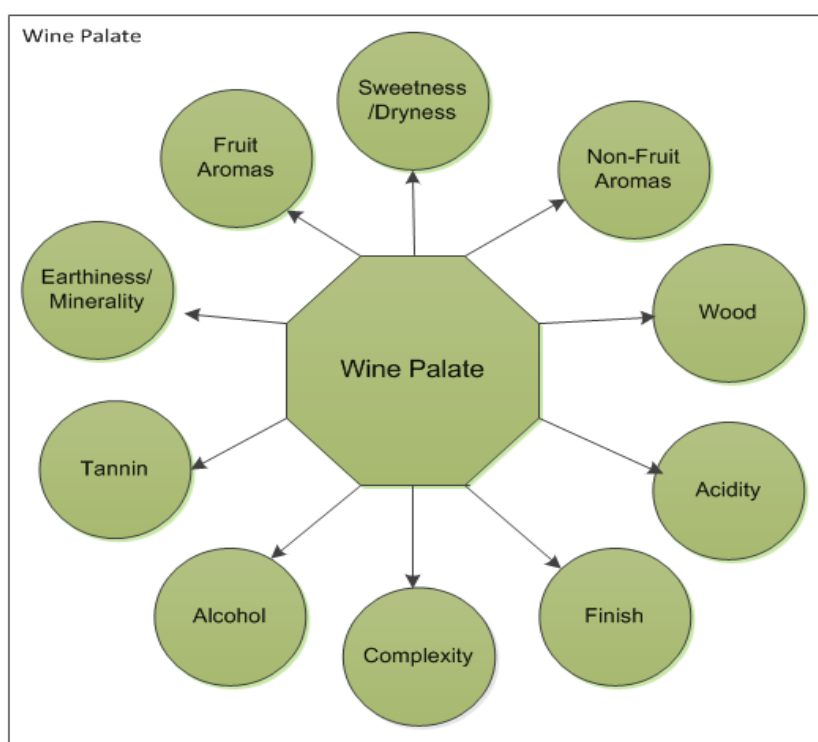 Wine Palate
Sweetness
/Dryness
Fruit
Aromas
Non-Fruit
Aromas
Earthiness/
Minerality
Wood
Wine Palate
Tannin
Acidity
Alcohol
Complexity
Finish